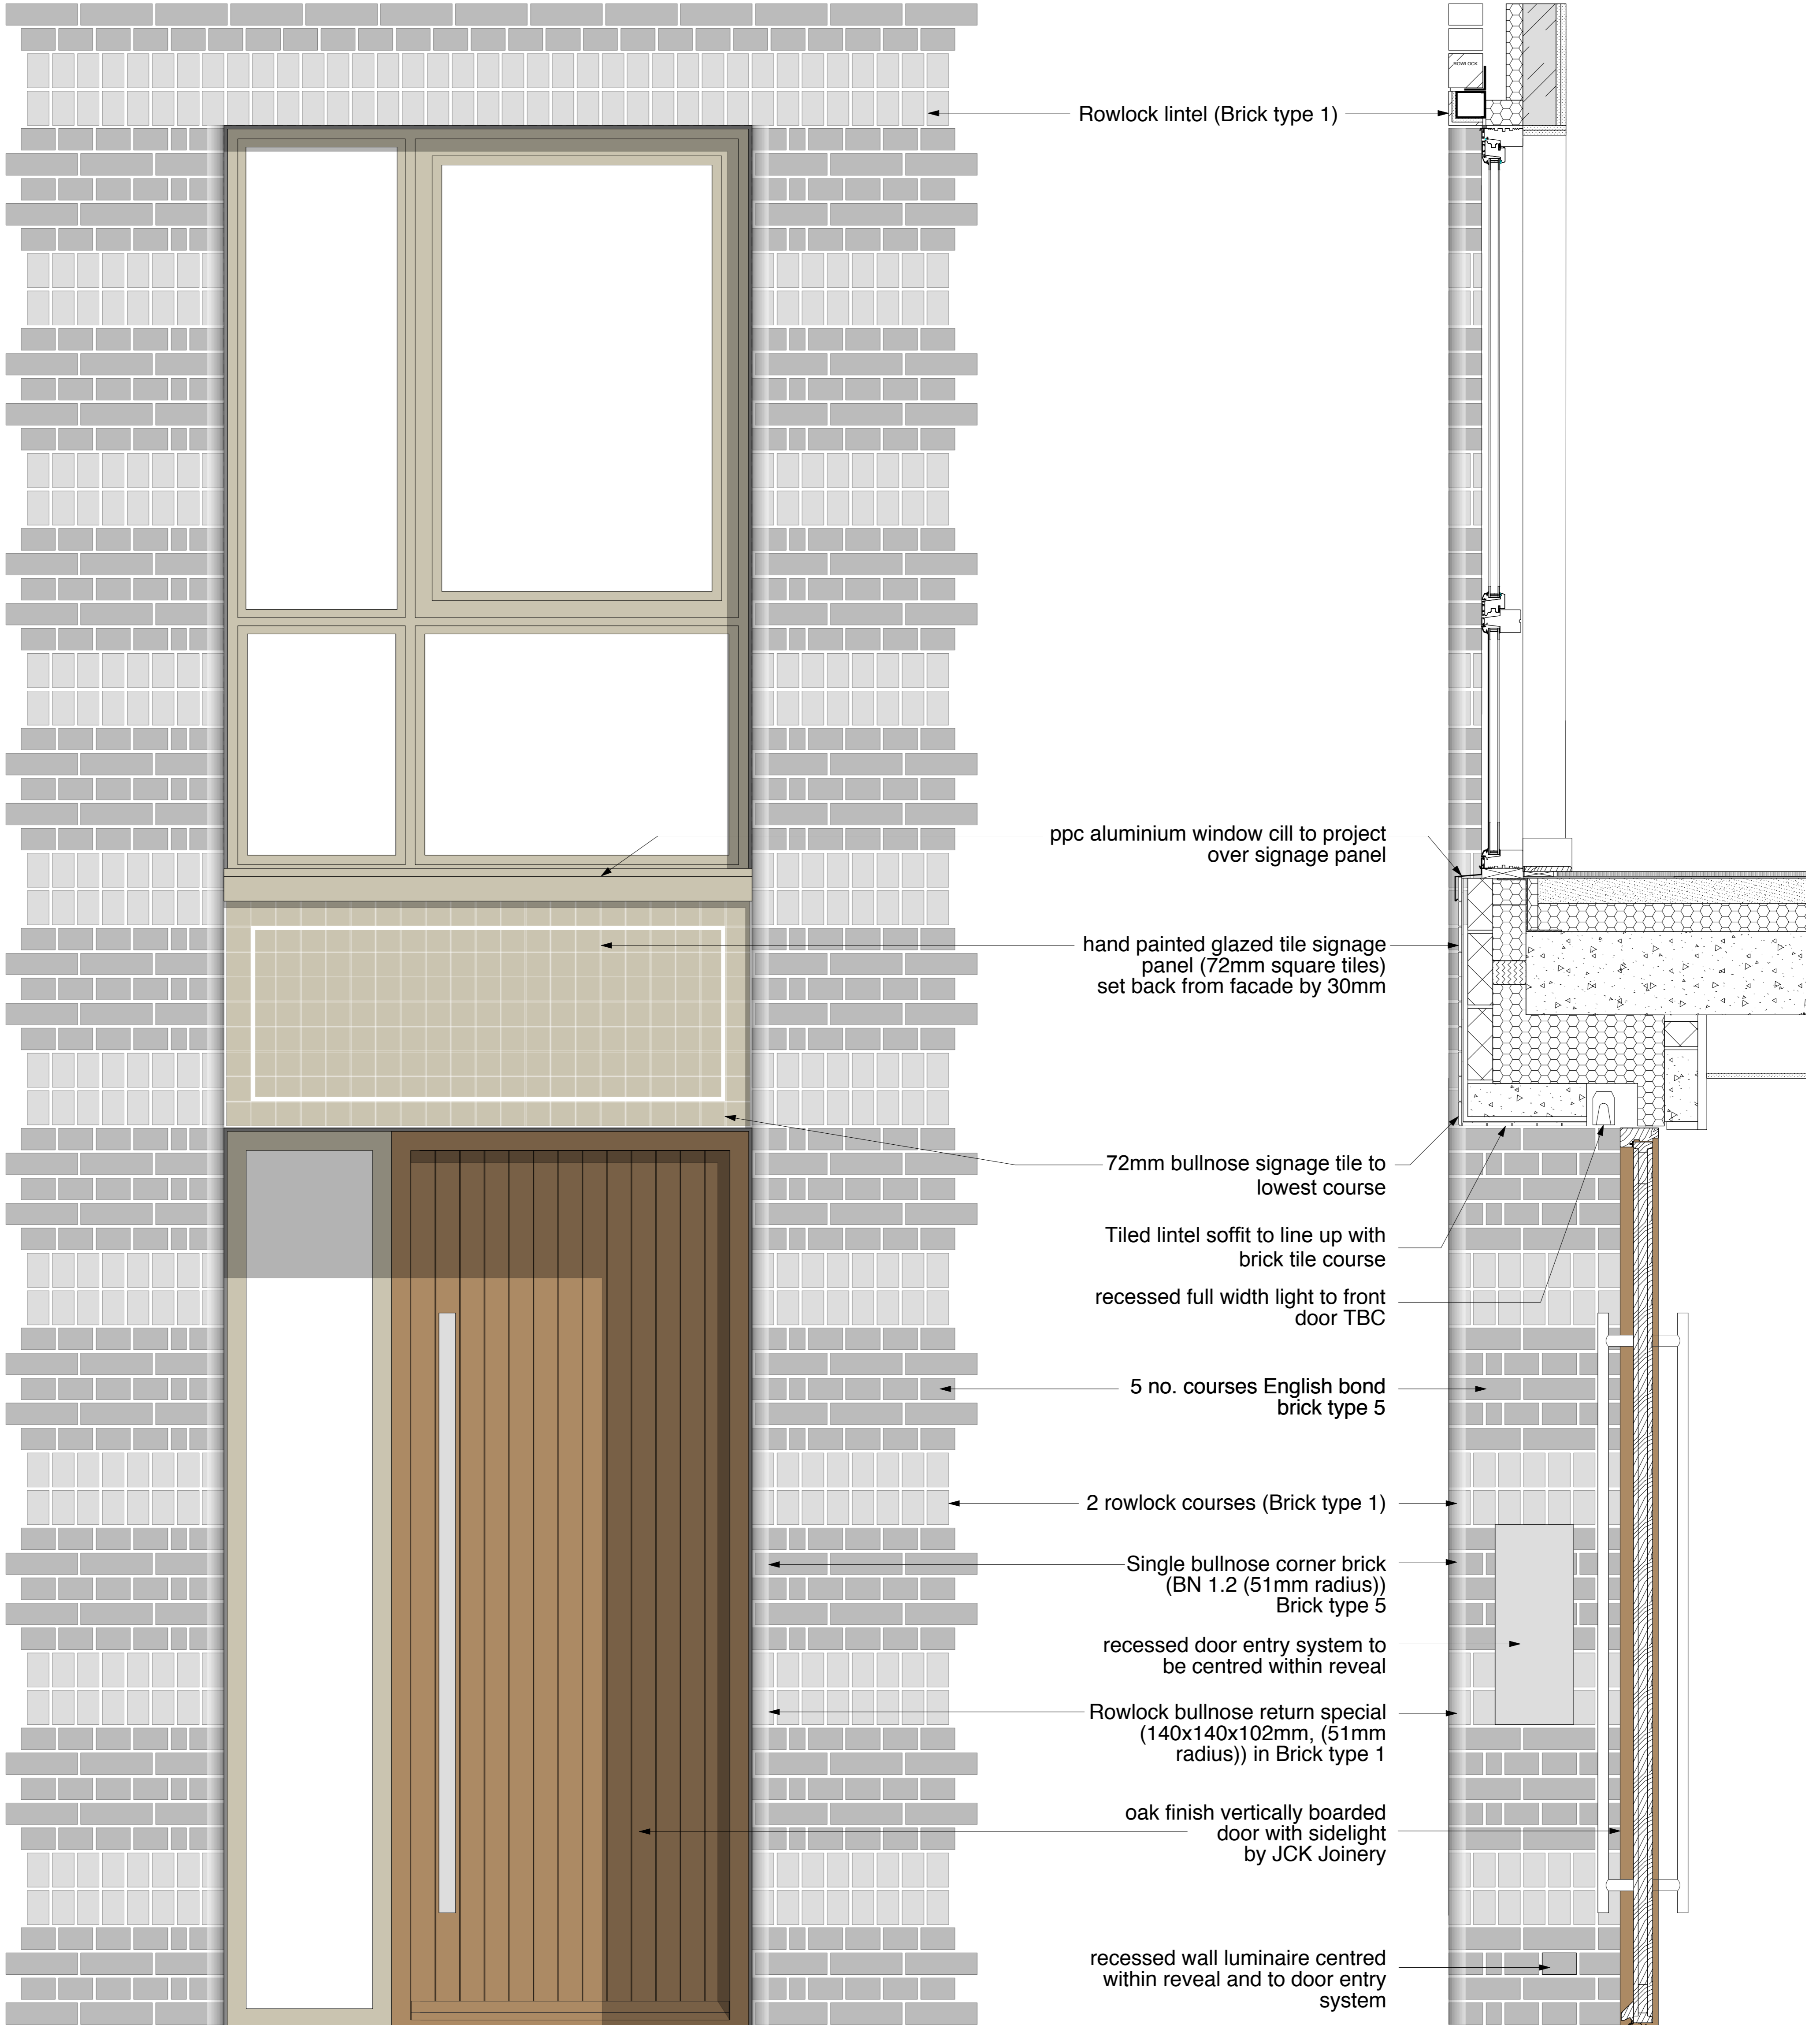 ROWLOCK
Rowlock lintel (Brick type 1)
ppc aluminium window cill to project
over signage panel
hand painted glazed tile signage
panel (72mm square tiles)
set back from facade by 30mm
72mm bullnose signage tile to
lowest course
Tiled lintel soffit to line up with
brick tile course
recessed full width light to front
door TBC
5 no. courses English bond
brick type 5
2 rowlock courses (Brick type 1)
Single bullnose corner brick
(BN 1.2 (51mm radius))
Brick type 5
recessed door entry system to
be centred within reveal
Rowlock bullnose return special
(140x140x102mm, (51mm
radius)) in Brick type 1
oak finish vertically boarded
door with sidelight
by JCK Joinery
recessed wall luminaire centred
within reveal and to door entry
system